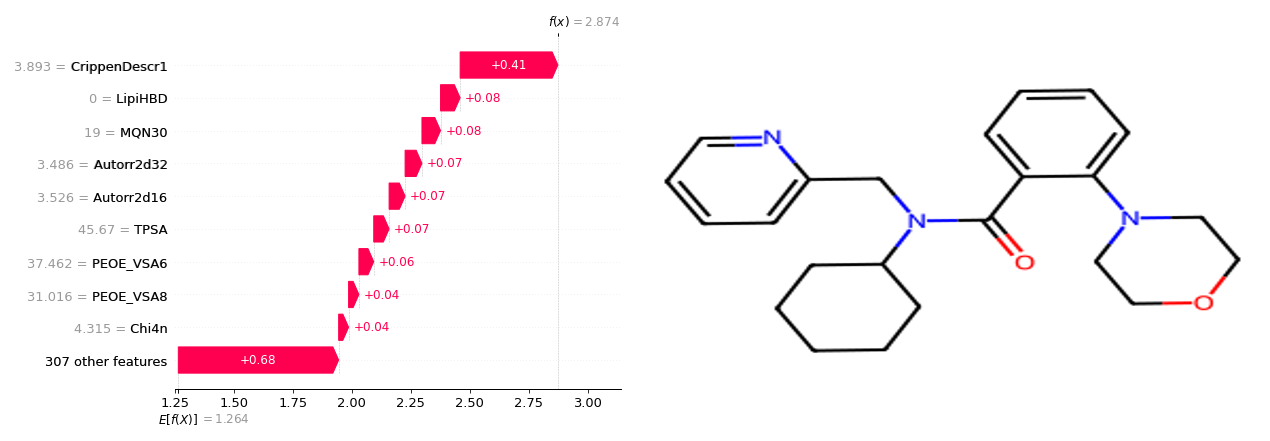 f(x) = 2.874
3.893 = CrippenDescr1
+0.41
0 = LipiHBD
+0.08
19 = MQN30
+0.08
3.486 = Autorr2d32
+0.07
3.526 = Autorr2d16
+0.07
45.67 = TPSA
+0.07
37.462 = PEOE_VSA6
+0.06
31.016 = PEOE_VSA8
+0.04
4.315 = Chi4n
+0.04
307 other features
+0.68
1.25 1.50 1.75 2.00 2.25 2.50 2.75 3.00
E[f(X)] = 1.264
N
N
O
N
O